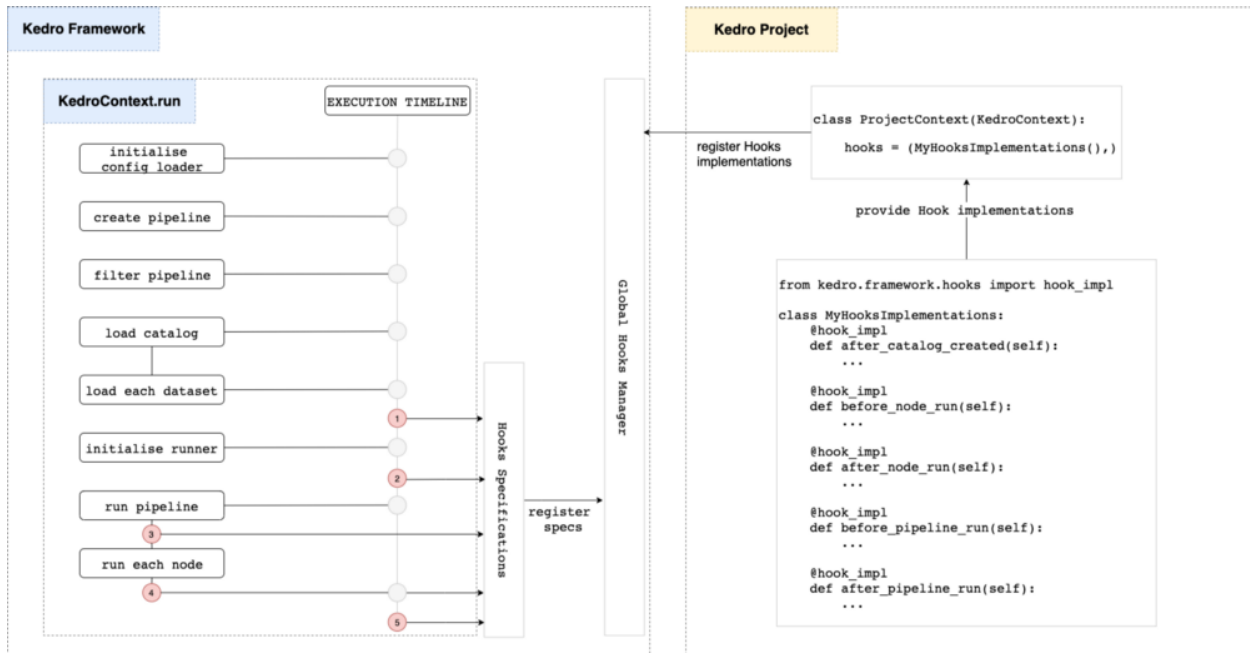 Kedro Framework
KedroContext.run
EXECUTION TIMELINE
initialise
config loader
create pipeline
filter pipeline
load catalog
load each dataset
1
initialise runner
2
run pipeline
3
run each node
4
5
Hooks Specifications
register
specs
Global Hooks Manager
Kedro Project
register Hooks
implementations
class ProjectContext(KedroContext):
hooks = (MyHooksImplementations(),)
provide Hook implementations
from kedro.framework.hooks import hook_impl
class MyHooksImplementations:
@hook_impl
def after_catalog_created(self):
...
@hook_impl
def before_node_run(self):
...
@hook_impl
def after_node_run(self):
...
@hook_impl
def before_pipeline_run(self):
...
@hook_impl
def after_pipeline_run(self):
...